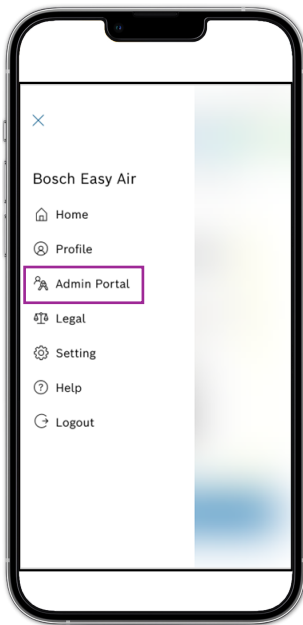 Bosch Easy Air
Home
Profile
Admin Portal
Legal
Setting
Help
Logout